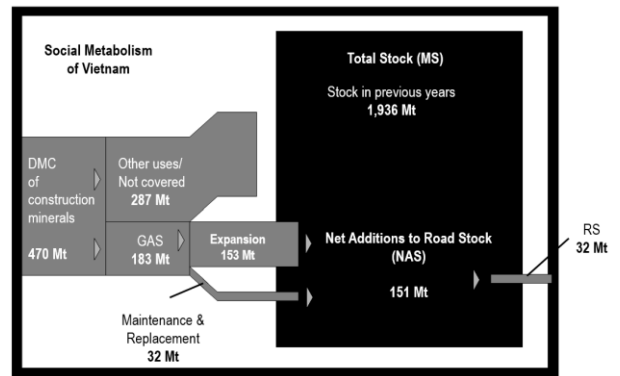 Social Metabolism
of Vietnam
Total Stock (MS)
Stock in previous years
1,936 Mt
DMC
of
construction
minerals
470 Mt
Other uses/
Not covered
287 Mt
GAS
183 Mt
Expansion
153 Mt
Net Additions to Road Stock
(NAS)
151 Mt
RS
32 Mt
Maintenance &
Replacement
32 Mt